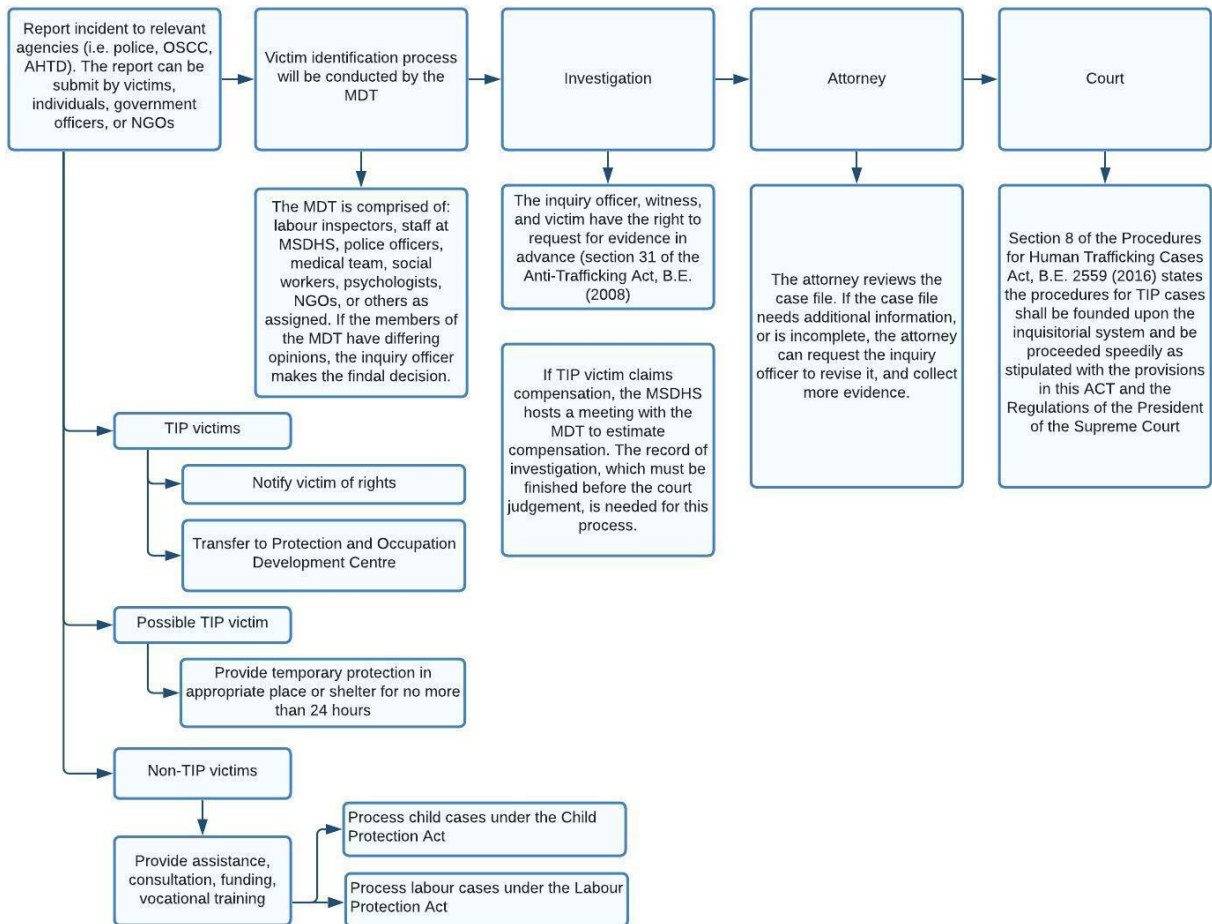 Report incident to relevant
agencies (i.e. police, OSCC,
AHTD). The report can be
submit by victims,
individuals, government
officers, or NGOs
Victim identification process
will be conducted by the
MDT
Investigation
Attorney
Court
The MDT is comprised of:
labour inspectors, staff at
MSDHS, police officers,
medical team, social
workers, psychologists,
NGOs, or others as
assigned. If the members of
the MDT have differing
opinions, the inquiry officer
makes the findal decision.
The inquiry officer, witness,
and victim have the right to
request for evidence in
advance (section 31 of the
Anti-Trafficking Act, B.E.
(2008)
If TIP victim claims
compensation, the MSDHS
hosts a meeting with the
MDT to estimate
compensation. The record of
investigation, which must be
finished before the court
judgement, is needed for this
process.
The attorney reviews the
case file. If the case file
needs additional information,
or is incomplete, the attorney
can request the inquiry
officer to revise it, and collect
more evidence.
Section 8 of the Procedures
for Human Trafficking Cases
Act, B.E. 2559 (2016) states
the procedures for TIP cases
shall be founded upon the
inquisitorial system and be
proceeded speedily as
stipulated with the provisions
in this ACT and the
Regulations of the President
of the Supreme Court
TIP victims
Notify victim of rights
Transfer to Protection and Occupation
Development Centre
Possible TIP victim
Provide temporary protection in
appropriate place or shelter for no more
than 24 hours
Non-TIP victims
Provide assistance,
consultation, funding,
vocational training
Process child cases under the Child
Protection Act
Process labour cases under the Labour
Protection Act